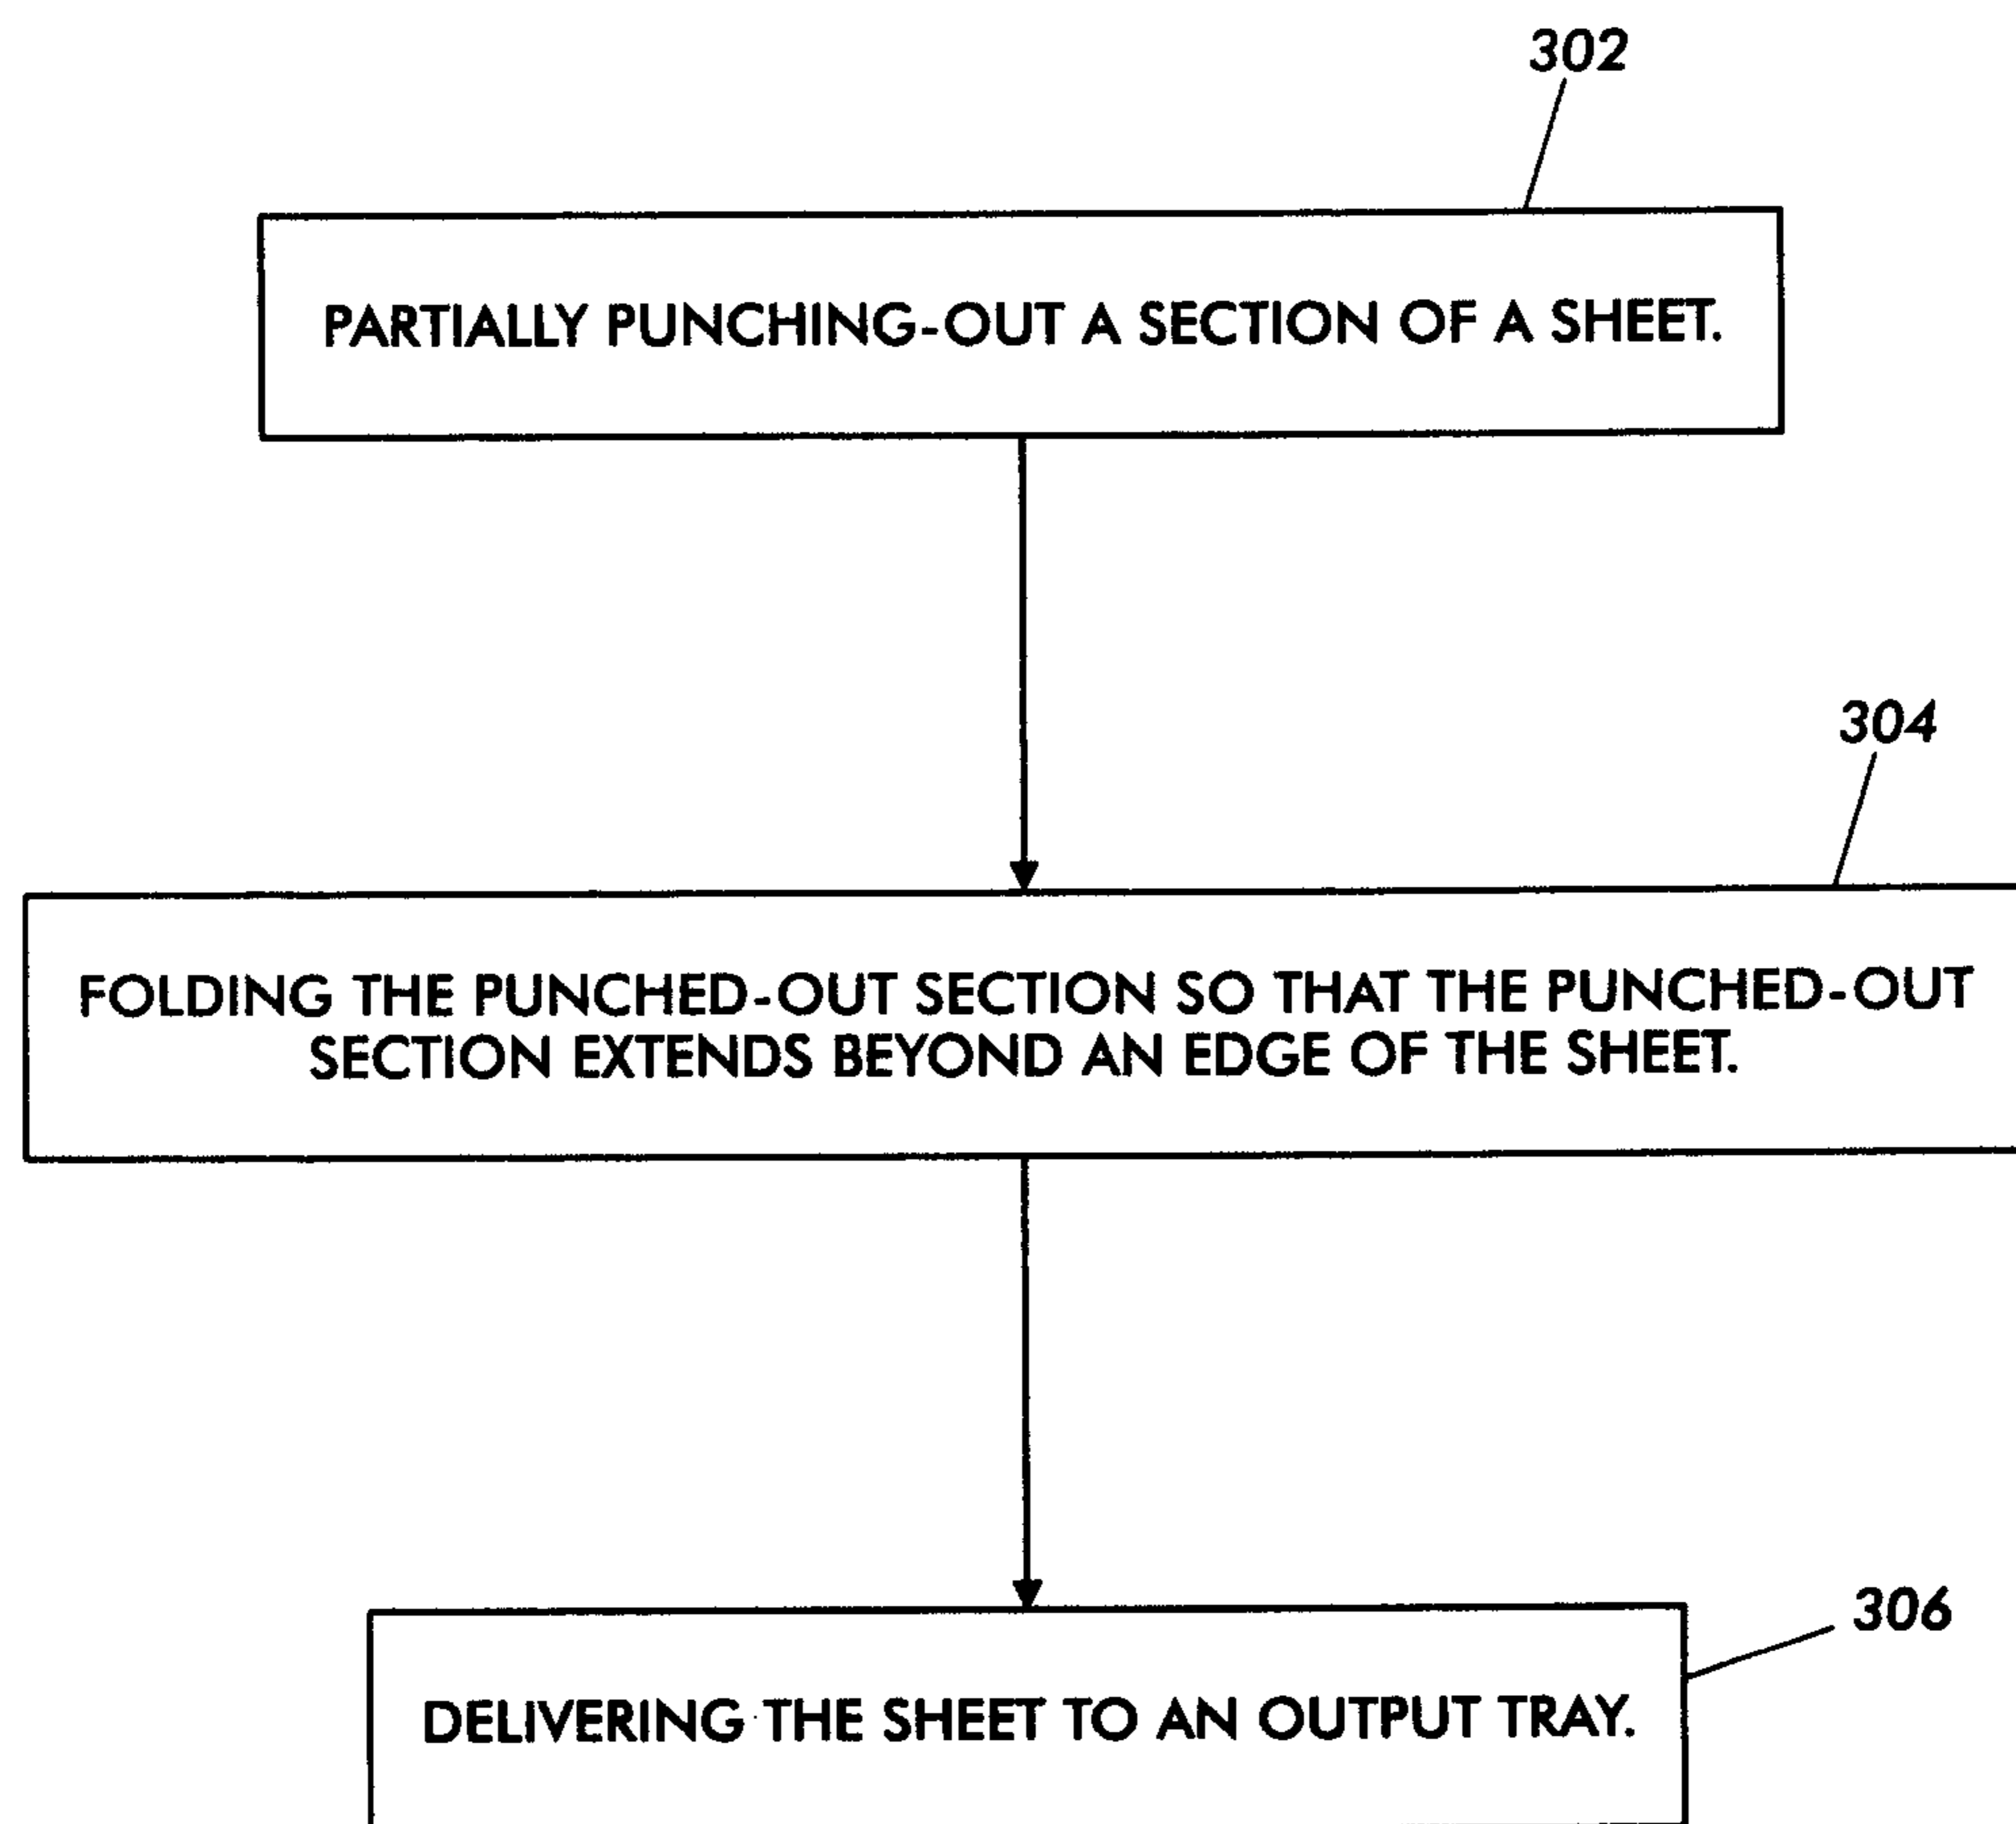 302
PARTIALLY PUNCHING-OUT A SECTION OF A SHEET.
304
FOLDING THE PUNCHED-OUT SECTION SO THAT THE PUNCHED-OUT
SECTION EXTENDS BEYOND AN EDGE OF THE SHEET.
306
DELIVERING THE SHEET TO AN OUTPUT TRAY.